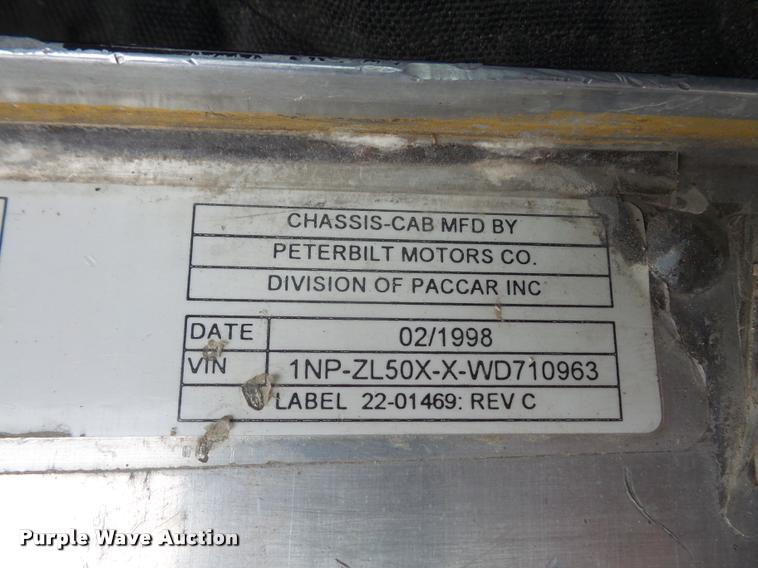 CHASSIS-CAB MFD BY
PETERBILT MOTORS CO.
DIVISION OF PACCAR INC
DATE 02/1998
VIN 1NP-ZL50X-X-WD710963
LABEL 22-01469: REV C
Purple Wave Auction